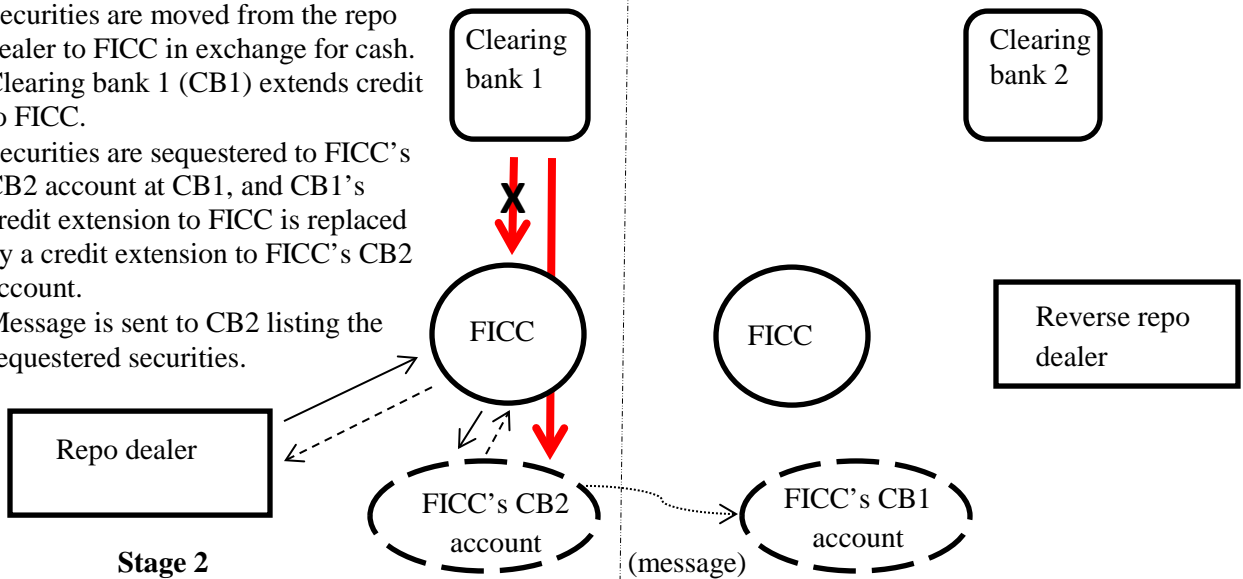 ecurities are moved from the repo
ealer to FICC in exchange for cash.
Clearing bank 1 (CB1) extends credit
o FICC.
ecurities are sequestered to FICC's
CB2 account at CB1, and CB1's
redit extension to FICC is replaced
y a credit extension to FICC's CB2
ccount.
Message is sent to CB2 listing the
equestered securities.
Clearing
bank 1
Clearing
bank 2
X
FICC
FICC
Reverse repo
dealer
Repo dealer
FICC's CB2
account
FICC's CB1
account
Stage 2
(message)